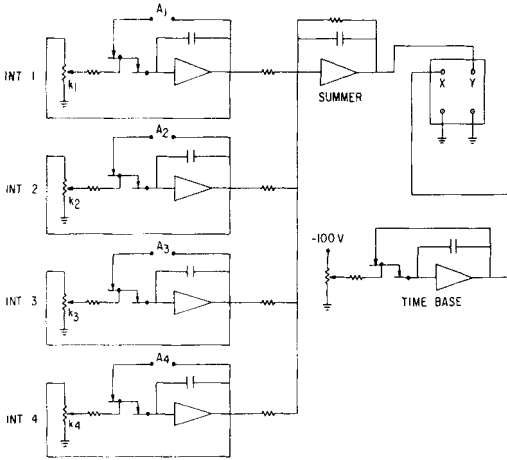 A1
INT 1
k1
SUMMER
X Y
A2
INT 2
k2
-100 V
A3
INT 3
k3
TIME BASE
A4
INT 4
k4